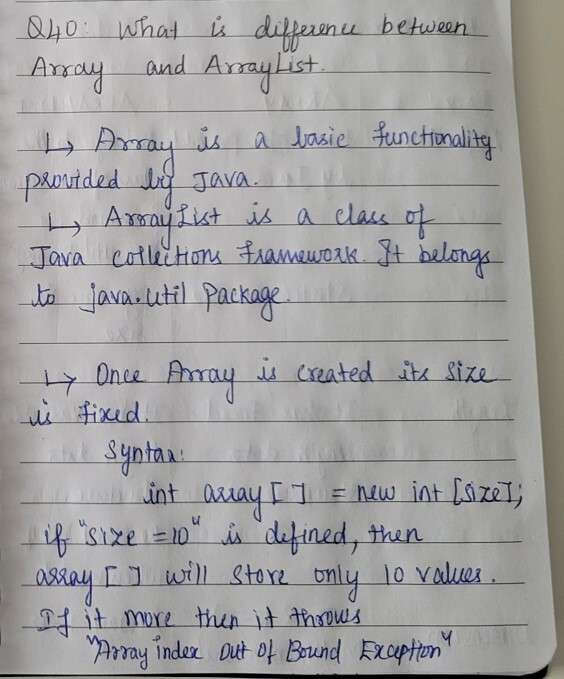 Q40: What is difference between
Array and ArrayList.
↳ Array is a basic functionality
provided by Java.
↳ ArrayList is a class of
Java collections framework. It belongs
to java.util package.
↳ Once Array is created its size
is fixed.
Syntax:
int array [ ] = new int [size];
if "size = 10" is defined, then
array [ ] will store only 10 values.
If it more then it throws
"Array index Out Of Bound Exception"